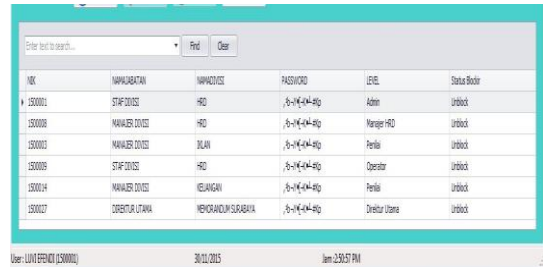 Enter text to search... Find Clear
NIK NAMAJABATAN NAMADIVISI PASSWORD LEVEL Status Blockir
1500001 STAF DIVISI HRD Admin Unblock
1500008 MANAJER DIVISI HRD Manajer HRD Unblock
1500003 MANAJER DIVISI IKLAN Penilai Unblock
1500009 STAF DIVISI HRD Operator Unblock
1500014 MANAJER DIVISI KEUANGAN Penilai Unblock
1500027 DIREKTUR UTAMA MEMORANDUM SURABAYA Direktur Utama Unblock
User : LUVI EFENDI (1500001) 30/11/2015 Jam :2:50:57 PM